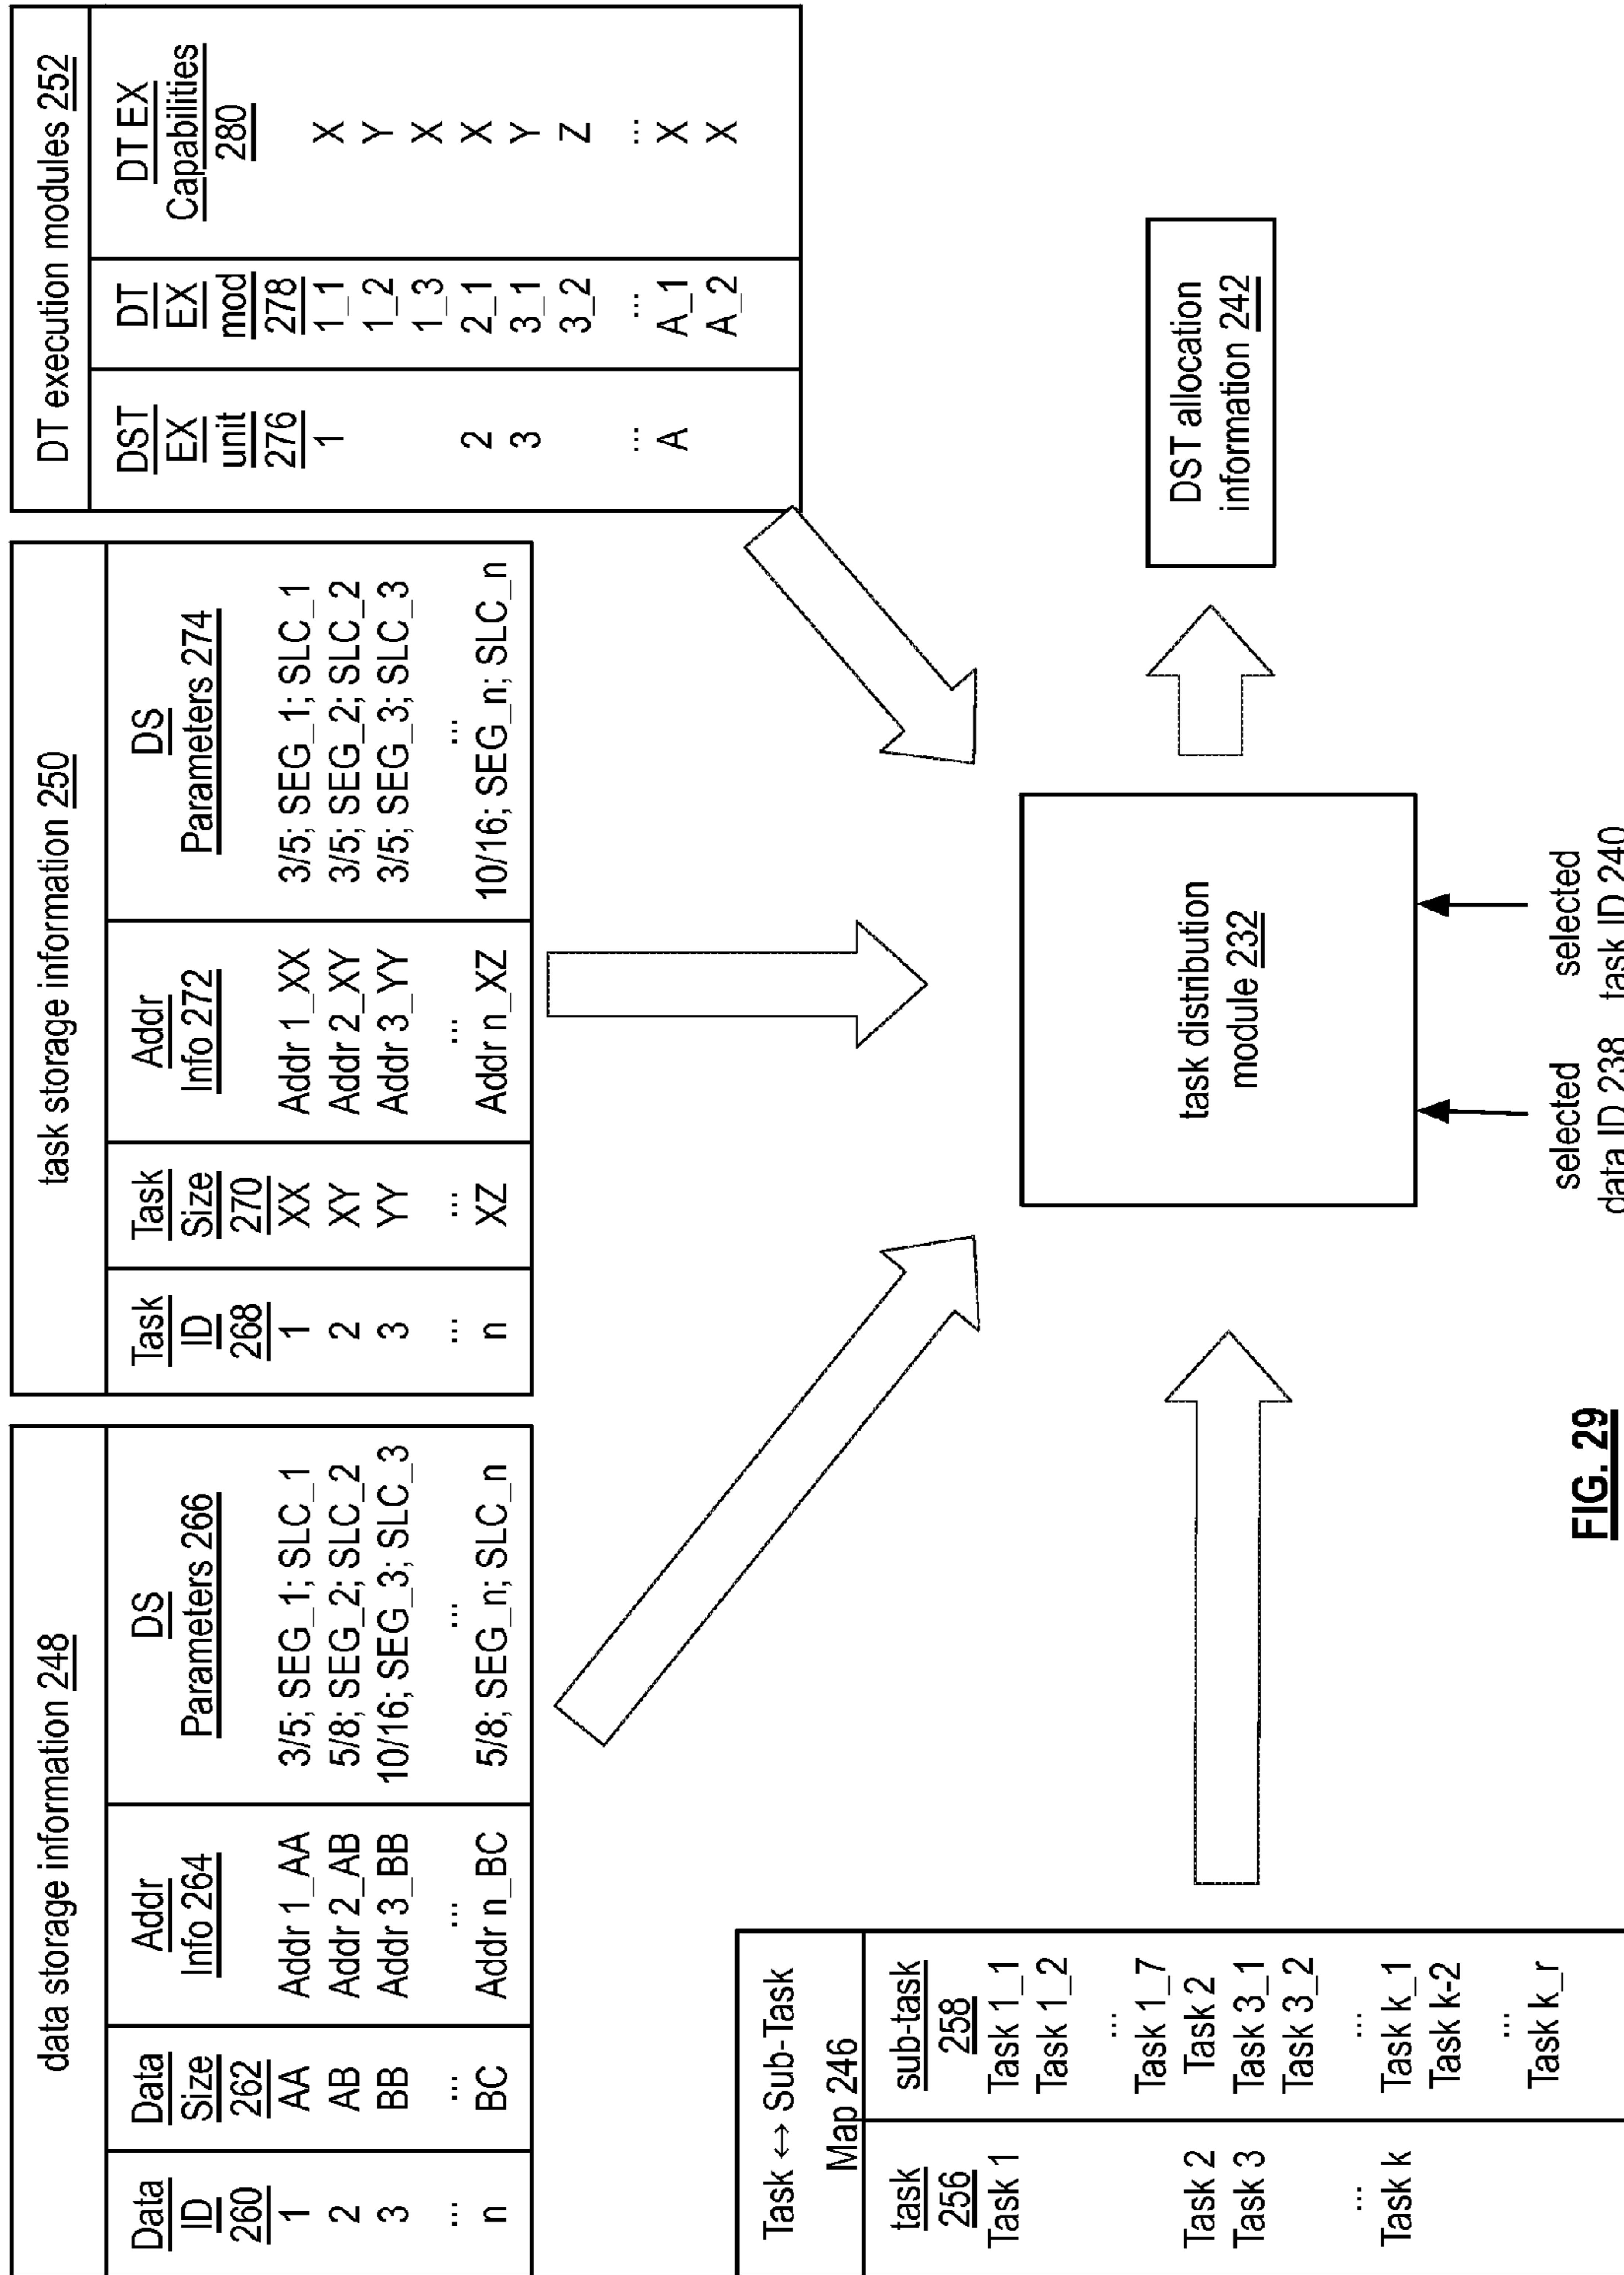 data storage information 248
Data ID 260 | Data Size 262 | Addr Info 264 | DS Parameters 266
1 | AA | Addr 1_AA | 3/5; SEG_1; SLC_1
2 | AB | Addr 2_AB | 5/8; SEG_2; SLC_2
3 | BB | Addr 3_BB | 10/16; SEG_3; SLC_3
... | ... | ... | ...
n | BC | Addr n_BC | 5/8; SEG_n; SLC_n
task storage information 250
Task ID 268 | Task Size 270 | Addr Info 272 | DS Parameters 274
1 | XX | Addr 1_XX | 3/5; SEG_1; SLC_1
2 | XY | Addr 2_XY | 3/5; SEG_2; SLC_2
3 | YY | Addr 3_YY | 3/5; SEG_3; SLC_3
... | ... | ... | ...
n | XZ | Addr n_XZ | 10/16; SEG_n; SLC_n
DT execution modules 252
DST EX unit 276 | DT EX mod 278 | DT EX Capabilities 280
1 | 1_1 | X
1_2 | Y
1_3 | X
2 | 2_1 | X
3 | 3_1 | Y
3_2 | Z
... | ... | ...
A | A_1 | X
A_2 | X
Task ↔ Sub-Task
Map 246
task 256 | sub-task 258
Task 1 | Task 1_1
Task 1_2
...
Task 1_7
Task 2 | Task 2
Task 3 | Task 3_1
Task 3_2
... | ...
Task k | Task k_1
Task k-2
...
Task k_r
task distribution
module 232
DST allocation
information 242
selected
data ID 238
selected
task ID 240
FIG. 29